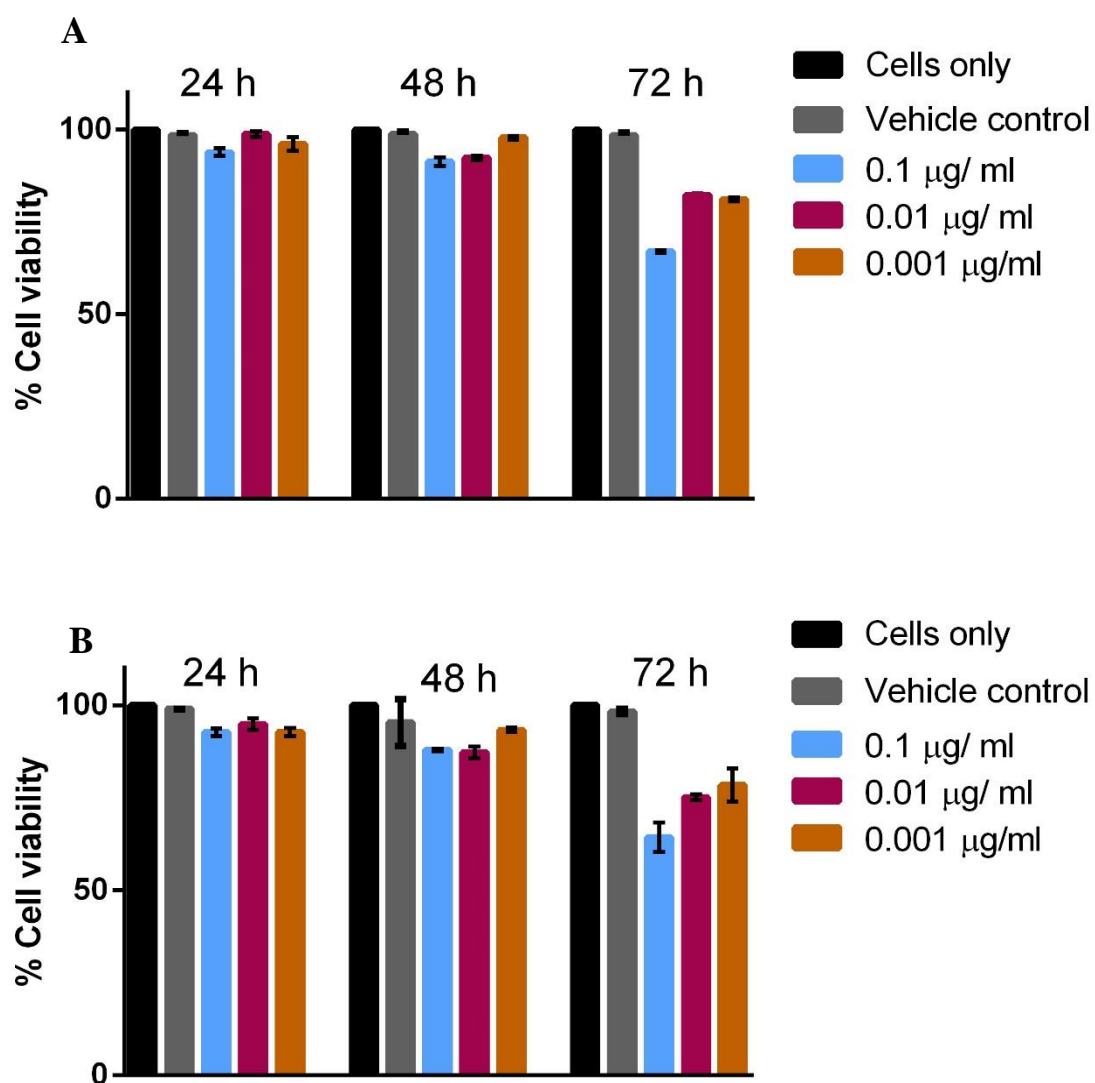 A
24 h 48 h 72 h
Cells only
Vehicle control
0.1 μg/ ml
0.01 μg/ ml
0.001 μg/ml
100
50
0
% Cell viability
B
24 h 48 h 72 h
Cells only
Vehicle control
0.1 μg/ ml
0.01 μg/ ml
0.001 μg/ml
100
50
0
% Cell viability